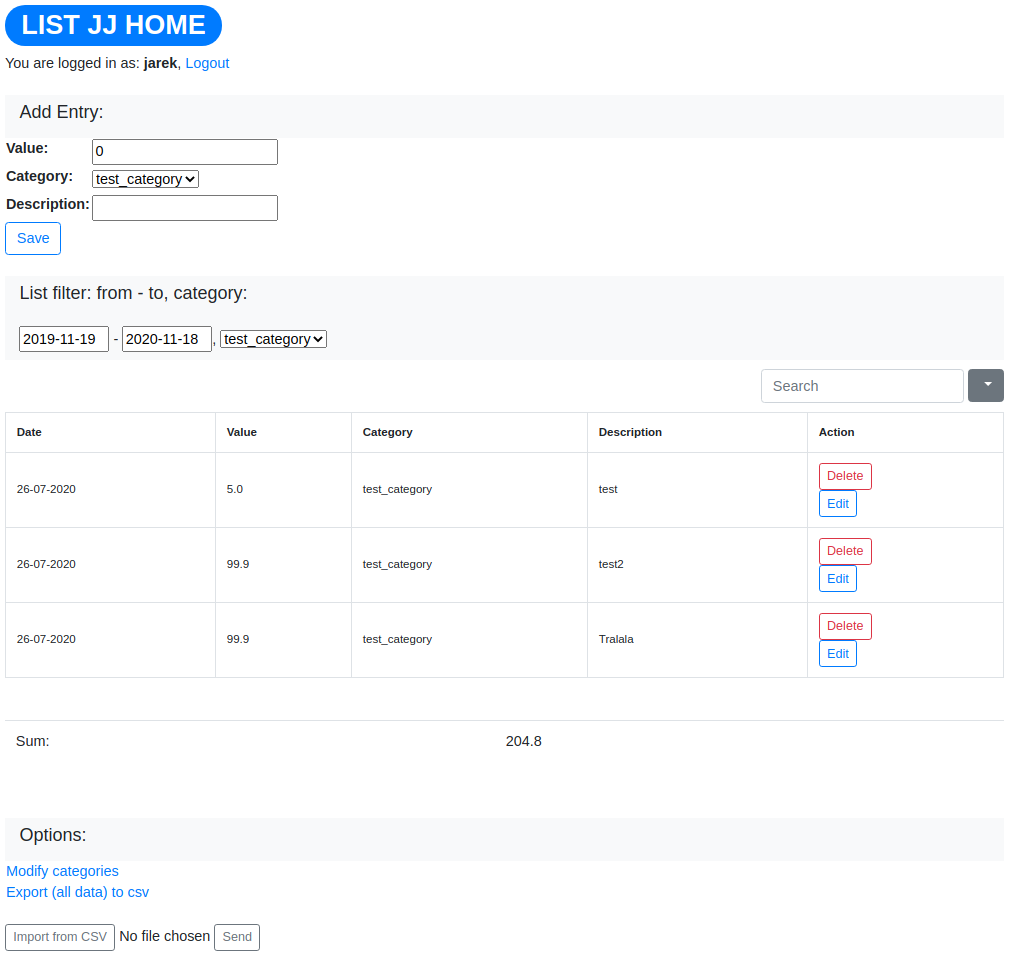 LIST JJ HOME
You are logged in as: jarek, Logout
Add Entry:
Value: 0
Category: test_category
Description:
Save
List filter: from - to, category:
2019-11-19 - 2020-11-18, test_category
Search
Date Value Category Description Action
26-07-2020 5.0 test_category test Delete
Edit
26-07-2020 99.9 test_category test2 Delete
Edit
26-07-2020 99.9 test_category Tralala Delete
Edit
Sum: 204.8
Options:
Modify categories
Export (all data) to csv
Import from CSV No file chosen Send